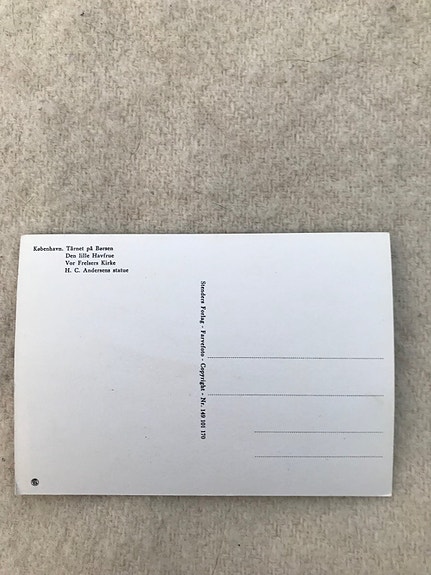 København. Tårnet på Børsen
Den lille Havfrue
Vor Frelsers Kirke
H. C. Andersens statue
Stenders Forlag - Farvefoto - Copyright - Nr. 149 101 170